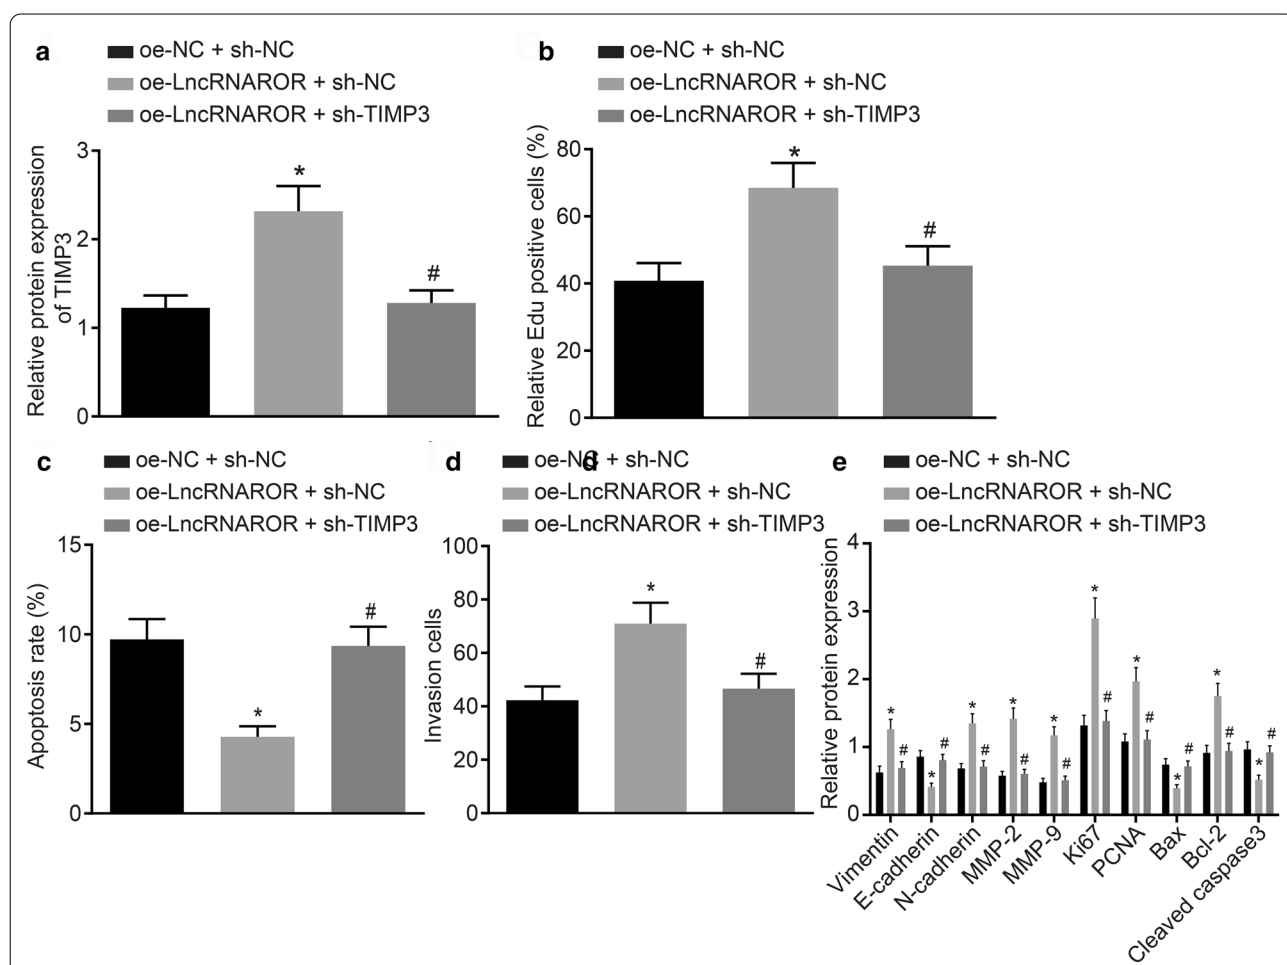 a
oe-NC + sh-NC
oe-LncRNAROR + sh-NC
oe-LncRNAROR + sh-TIMP3
Relative protein expression
of TIMP3
3
2
1
0
*
#
b
oe-NC + sh-NC
oe-LncRNAROR + sh-NC
oe-LncRNAROR + sh-TIMP3
Relative Edu positive cells (%)
80
60
40
20
0
*
#
c
oe-NC + sh-NC
oe-LncRNAROR + sh-NC
oe-LncRNAROR + sh-TIMP3
Apoptosis rate (%)
15
10
5
0
*
#
d
d
oe-NC + sh-NC
oe-LncRNAROR + sh-NC
oe-LncRNAROR + sh-TIMP3
Invasion cells
100
80
60
40
20
0
*
#
e
oe-NC + sh-NC
oe-LncRNAROR + sh-NC
oe-LncRNAROR + sh-TIMP3
Relative protein expression
4
3
2
1
0
* #
* #
* #
* #
* #
* #
* #
* #
* #
* #
Vimentin
E-cadherin
N-cadherin
MMP-2
MMP-9
Ki67
PCNA
Bax
Bcl-2
Cleaved caspase3